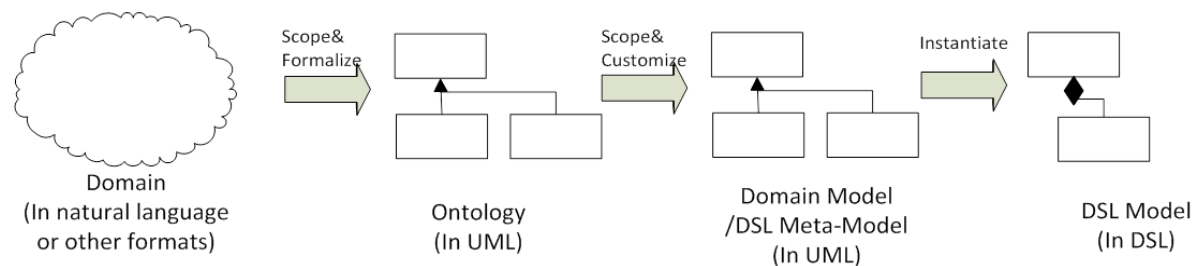 Scope&
Formalize
Scope&
Customize
Instantiate
Domain
(In natural language
or other formats)
Ontology
(In UML)
Domain Model
/DSL Meta-Model
(In UML)
DSL Model
(In DSL)